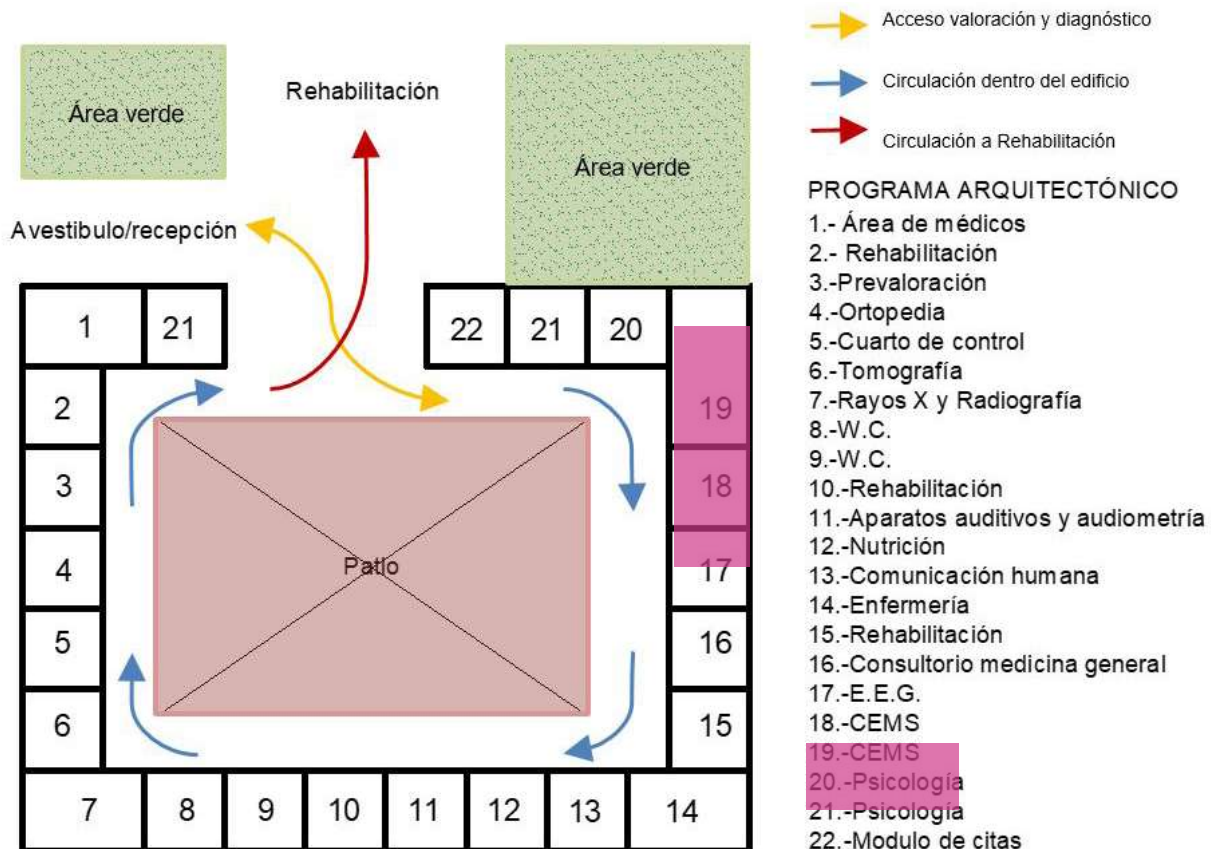 Acceso valoración y diagnóstico
Circulación dentro del edificio
Circulación a Rehabilitación
Área verde
Rehabilitación
Área verde
Avestibulo/recepción
1
21
22
21
20
2
19
3
18
4
Patio
17
5
16
6
15
7
8
9
10
11
12
13
14
PROGRAMA ARQUITECTÓNICO
1.- Área de médicos
2.- Rehabilitación
3.-Prevaloración
4.-Ortopedia
5.-Cuarto de control
6.-Tomografía
7.-Rayos X y Radiografía
8.-W.C.
9.-W.C.
10.-Rehabilitación
11.-Aparatos auditivos y audiometría
12.-Nutrición
13.-Comunicación humana
14.-Enfermería
15.-Rehabilitación
16.-Consultorio medicina general
17.-E.E.G.
18.-CEMS
19.-CEMS
20.-Psicología
21.-Psicología
22.-Modulo de citas